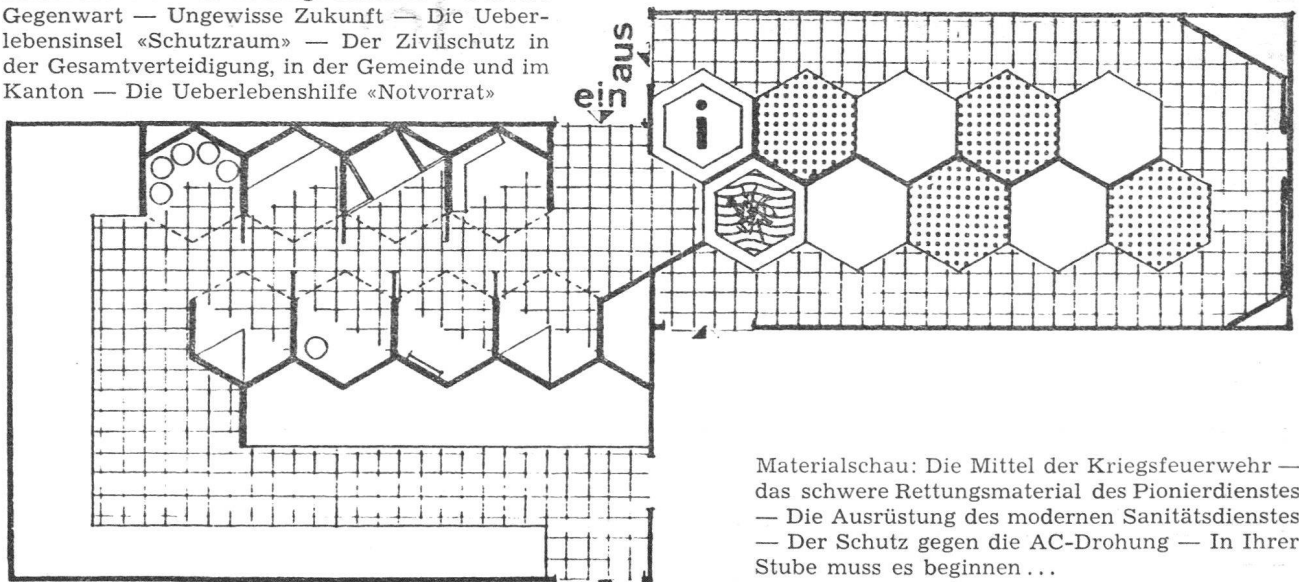 Gegenwart — Ungewisse Zukunft — Die Ueber-
lebensinsel «Schutzraum» — Der Zivilschutz in
der Gesamtverteidigung, in der Gemeinde und im
Kanton — Die Ueberlebenshilfe «Notvorrat»
ein
aus
i
Materialschau: Die Mittel der Kriegsfeuerwehr —
das schwere Rettungsmaterial des Pionierdienstes
— Die Ausrüstung des modernen Sanitätsdienstes
— Der Schutz gegen die AC-Drohung — In Ihrer
Stube muss es beginnen ...